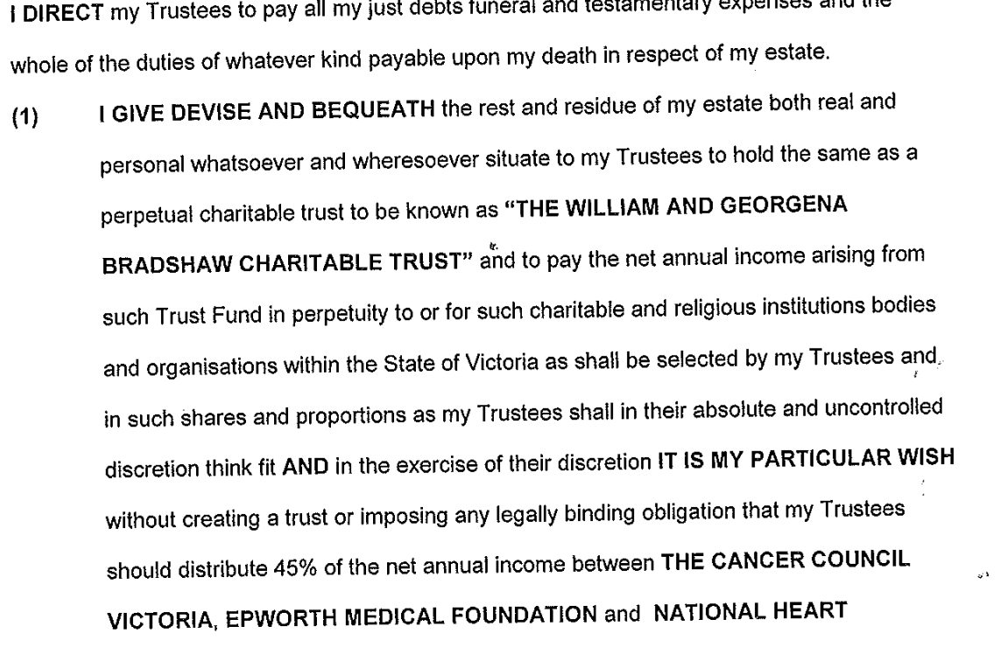 I DIRECT my Trustees to pay all my just debts funeral and testamentary expenses and the
whole of the duties of whatever kind payable upon my death in respect of my estate.
(1) I GIVE DEVISE AND BEQUEATH the rest and residue of my estate both real and
personal whatsoever and wheresoever situate to my Trustees to hold the same as a
perpetual charitable trust to be known as “THE WILLIAM AND GEORGENA
BRADSHAW CHARITABLE TRUST” and to pay the net annual income arising from
such Trust Fund in perpetuity to or for such charitable and religious institutions bodies
and organisations within the State of Victoria as shall be selected by my Trustees and
in such shares and proportions as my Trustees shall in their absolute and uncontrolled
discretion think fit AND in the exercise of their discretion IT IS MY PARTICULAR WISH
without creating a trust or imposing any legally binding obligation that my Trustees
should distribute 45% of the net annual income between THE CANCER COUNCIL
VICTORIA, EPWORTH MEDICAL FOUNDATION and NATIONAL HEART